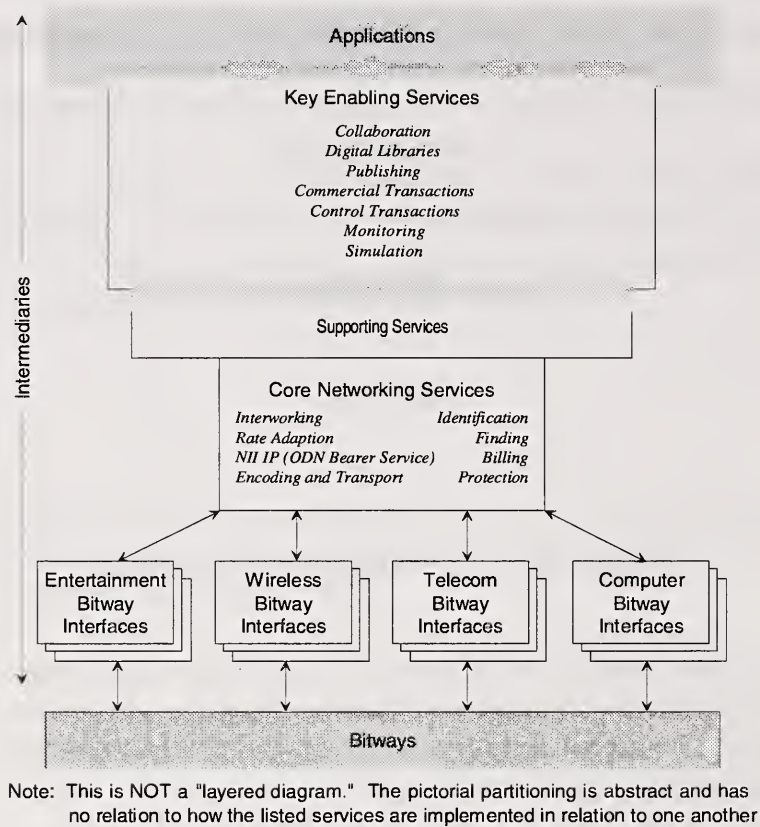 Applications
Key Enabling Services
Collaboration
Digital Libraries
Publishing
Commercial Transactions
Control Transactions
Monitoring
Simulation
Intermediaries
Supporting Services
Core Networking Services
Interworking Identification
Rate Adaption Finding
NII IP (ODN Bearer Service) Billing
Encoding and Transport Protection
Entertainment
Bitway
Interfaces
Wireless
Bitway
Interfaces
Telecom
Bitway
Interfaces
Computer
Bitway
Interfaces
Bitways
Note: This is NOT a "layered diagram." The pictorial partitioning is abstract and has
no relation to how the listed services are implemented in relation to one another